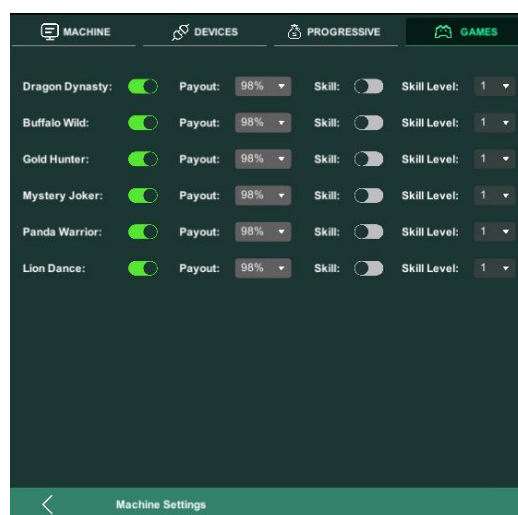 MACHINE DEVICES PROGRESSIVE GAMES
Dragon Dynasty: Payout: 98% Skill: Skill Level: 1
Buffalo Wild: Payout: 98% Skill: Skill Level: 1
Gold Hunter: Payout: 98% Skill: Skill Level: 1
Mystery Joker: Payout: 98% Skill: Skill Level: 1
Panda Warrior: Payout: 98% Skill: Skill Level: 1
Lion Dance: Payout: 98% Skill: Skill Level: 1
Machine Settings